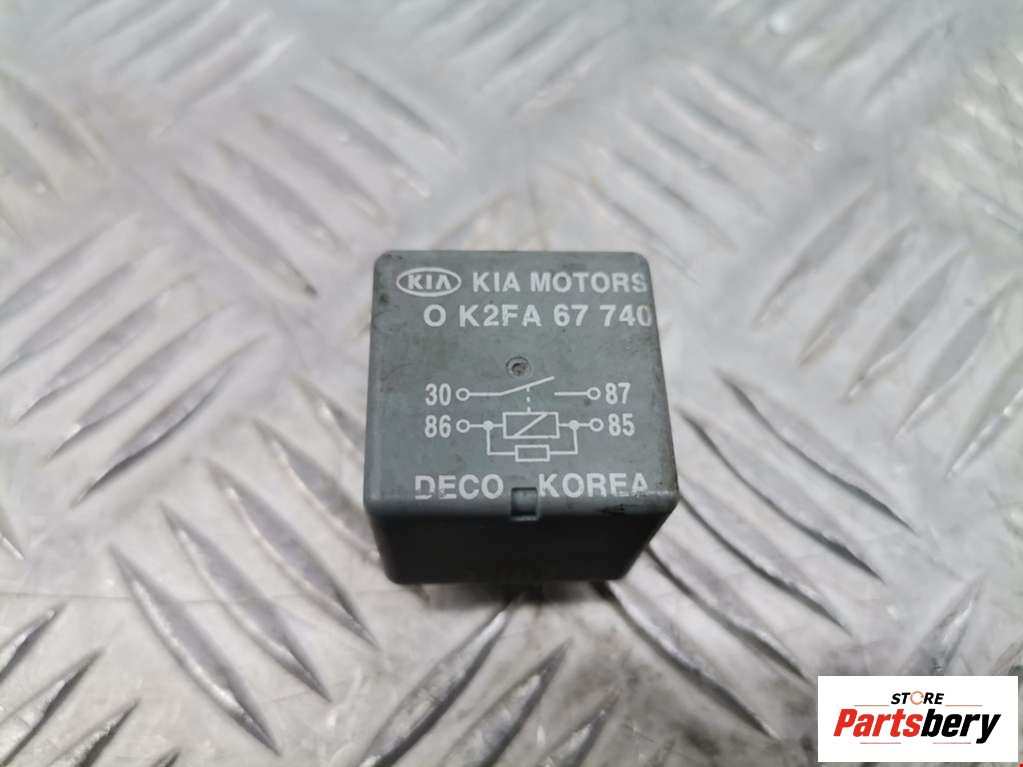 KIA KIA MOTORS
O K2FA 67 740
30 87
86 85
DECO KOREA
STORE
Partsbery